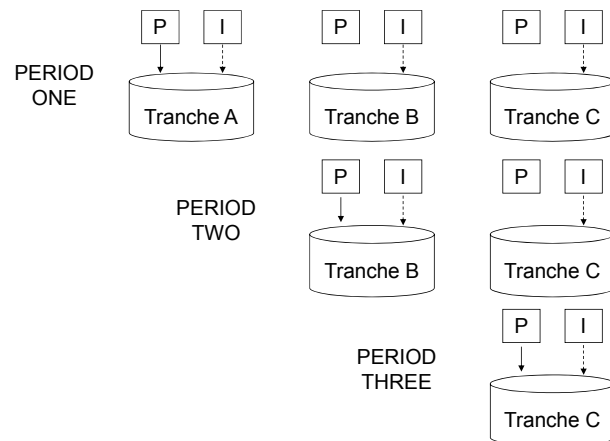 P I P I P I
PERIOD
ONE
Tranche A Tranche B Tranche C
P I P I
PERIOD
TWO
Tranche B Tranche C
P I
PERIOD
THREE
Tranche C